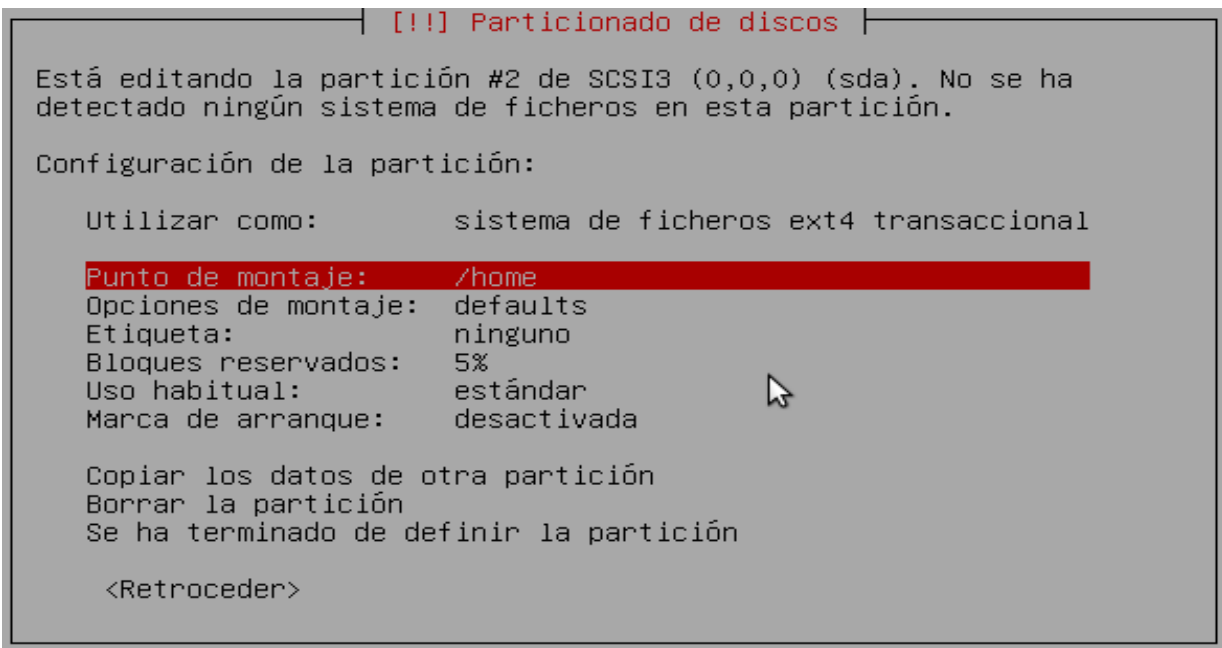 [!!] Particionado de discos
Está editando la partición #2 de SCSI3 (0,0,0) (sda). No se ha
detectado ningún sistema de ficheros en esta partición.
Configuración de la partición:
Utilizar como: sistema de ficheros ext4 transaccional
Punto de montaje: /home
Opciones de montaje: defaults
Etiqueta: ninguno
Bloques reservados: 5%
Uso habitual: estándar
Marca de arranque: desactivada
Copiar los datos de otra partición
Borrar la partición
Se ha terminado de definir la partición
<Retroceder>